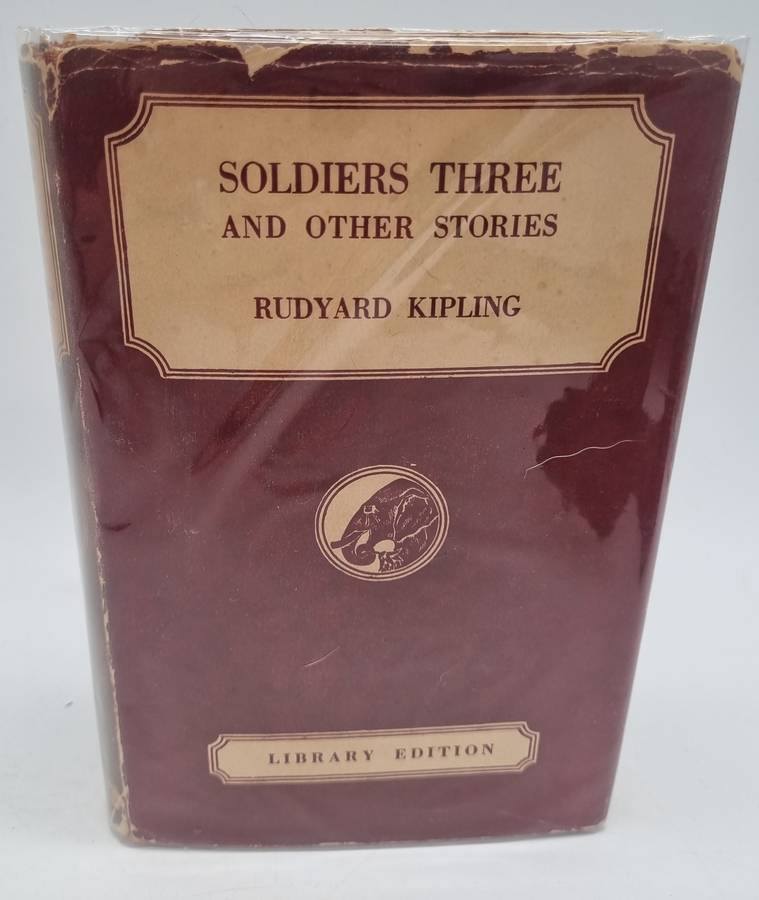 SOLDIERS THREE
AND OTHER STORIES
RUDYARD KIPLING
LIBRARY EDITION